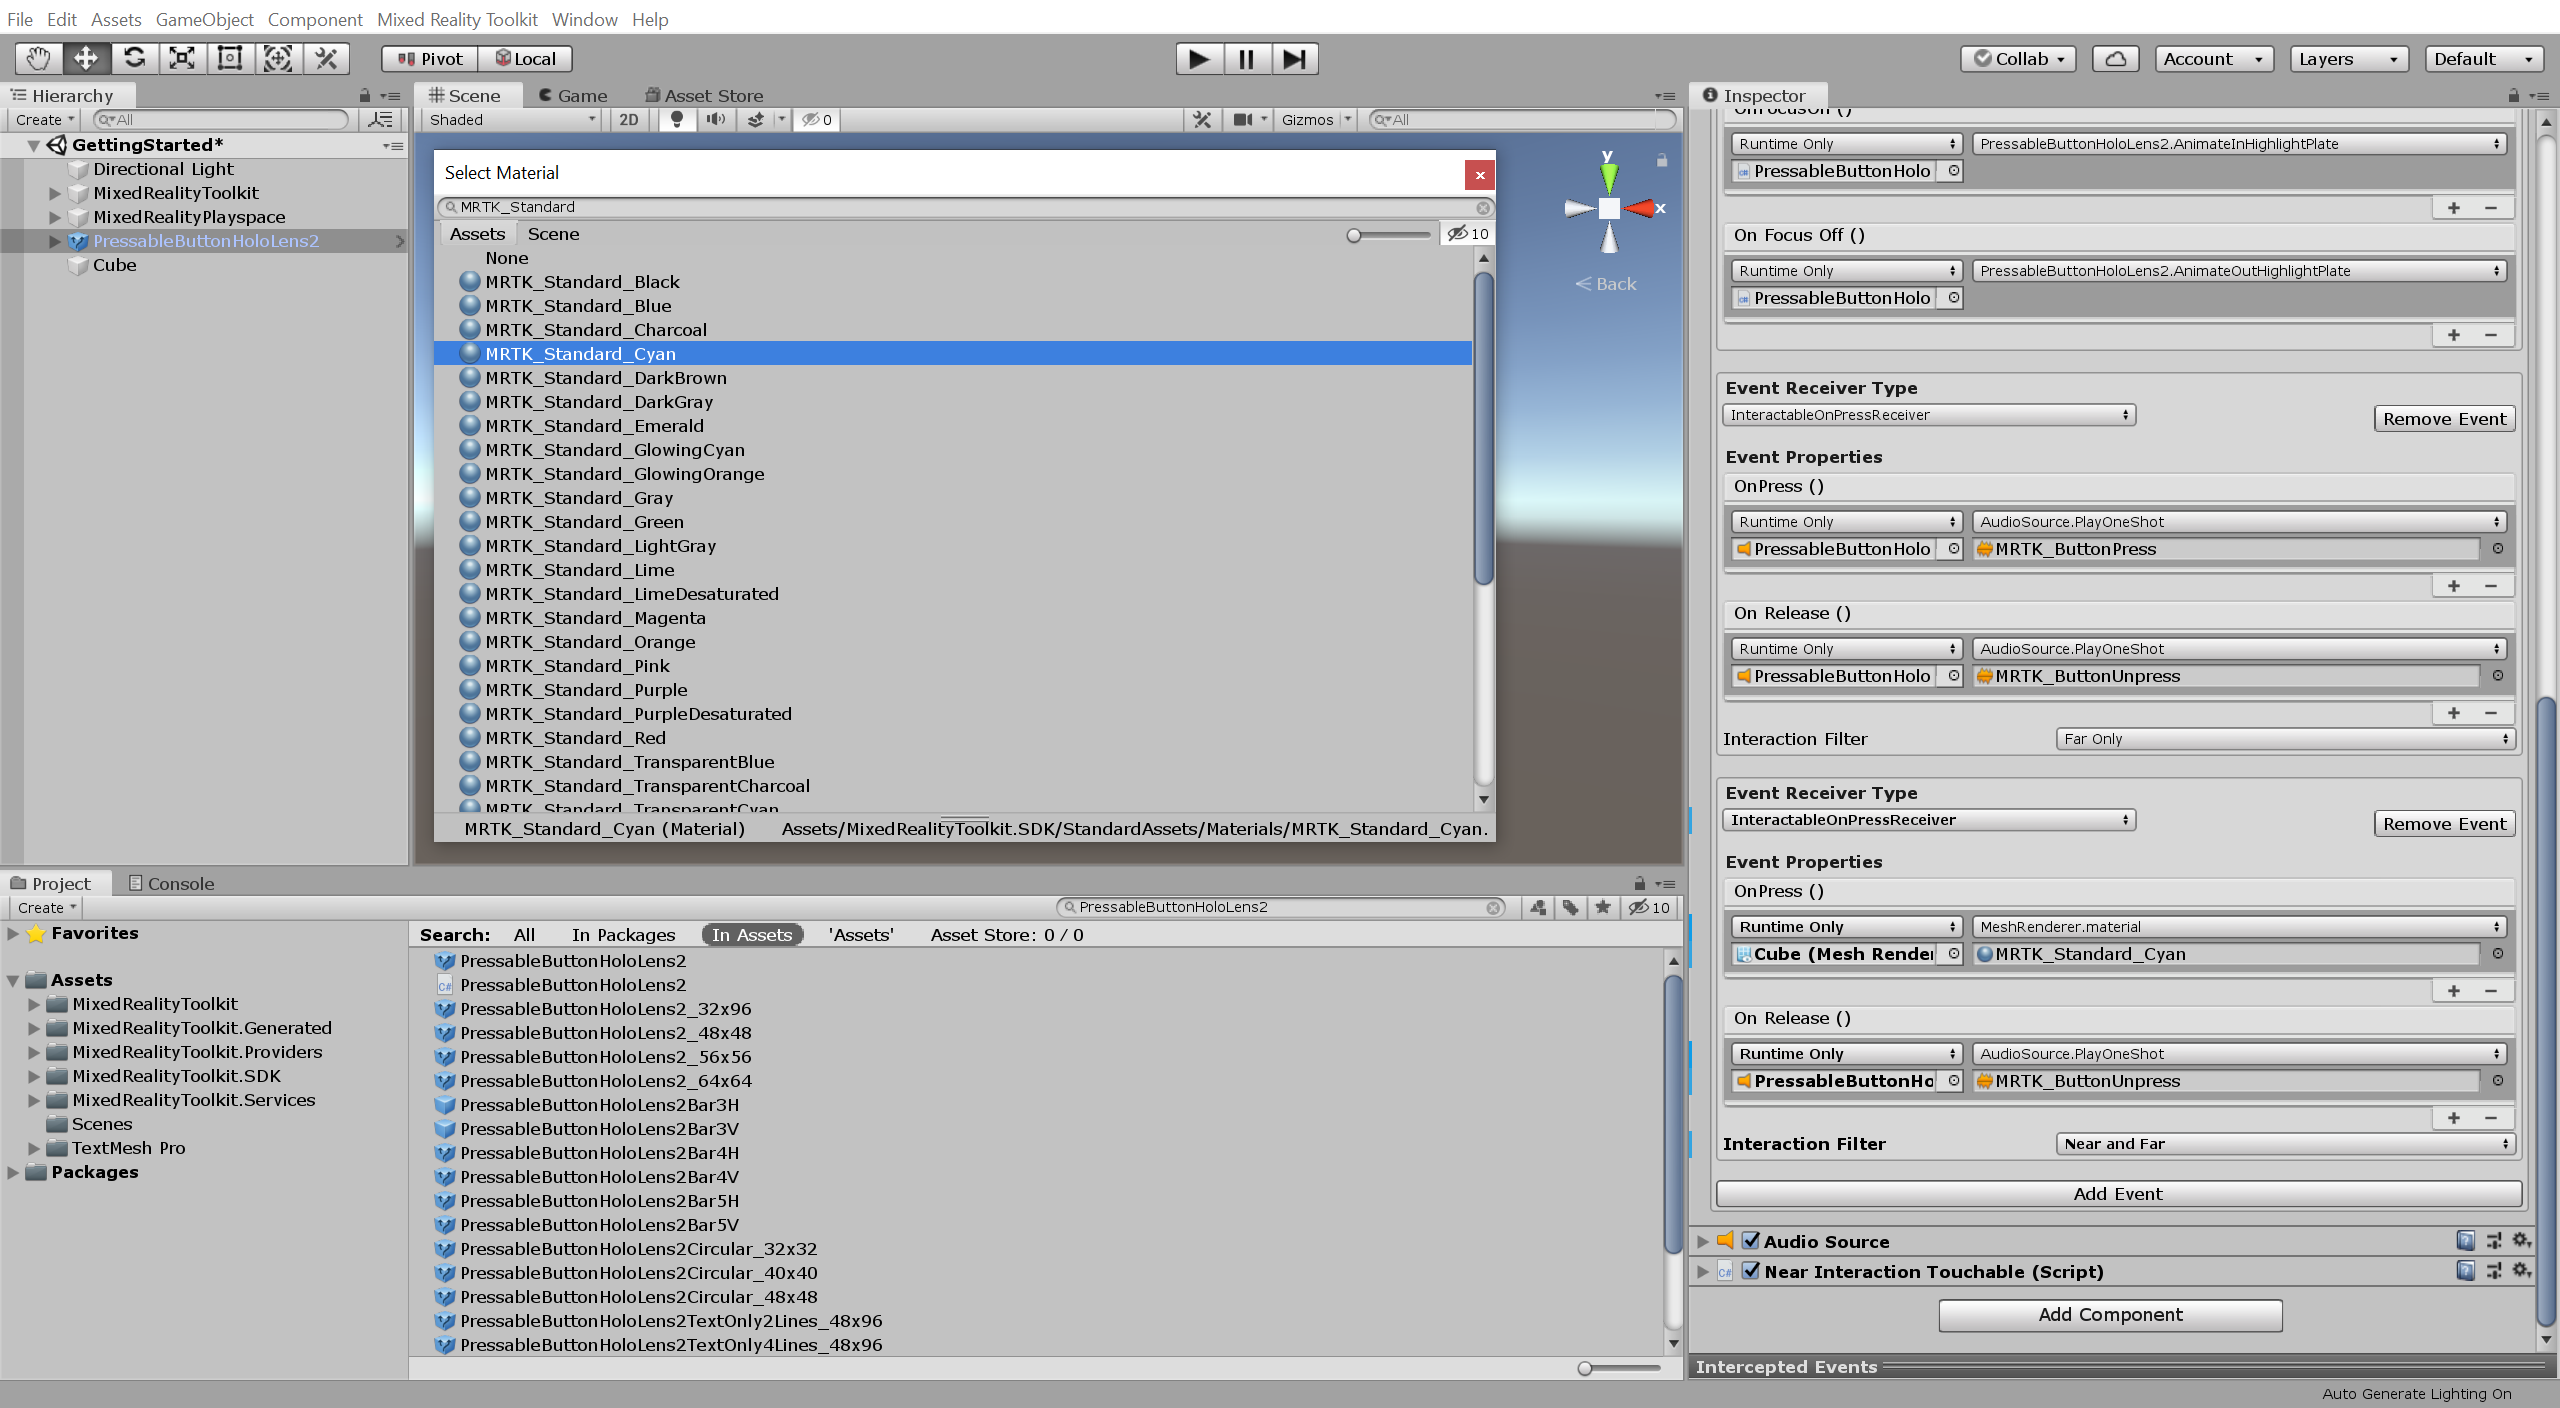 File Edit Assets GameObject Component Mixed Reality Toolkit Window Help
Pivot Local
Collab Account Layers Default
Hierarchy
Create All
GettingStarted*
Directional Light
MixedRealityToolkit
MixedRealityPlayspace
PressableButtonHoloLens2
Cube
Scene Game Asset Store
Shaded 2D 0 Gizmos All
y
x
Back
Select Material
MRTK_Standard
Assets Scene 10
None
MRTK_Standard_Black
MRTK_Standard_Blue
MRTK_Standard_Charcoal
MRTK_Standard_Cyan
MRTK_Standard_DarkBrown
MRTK_Standard_DarkGray
MRTK_Standard_Emerald
MRTK_Standard_GlowingCyan
MRTK_Standard_GlowingOrange
MRTK_Standard_Gray
MRTK_Standard_Green
MRTK_Standard_LightGray
MRTK_Standard_Lime
MRTK_Standard_LimeDesaturated
MRTK_Standard_Magenta
MRTK_Standard_Orange
MRTK_Standard_Pink
MRTK_Standard_Purple
MRTK_Standard_PurpleDesaturated
MRTK_Standard_Red
MRTK_Standard_TransparentBlue
MRTK_Standard_TransparentCharcoal
MRTK_Standard_TransparentCyan
MRTK_Standard_Cyan (Material) Assets/MixedRealityToolkit.SDK/StandardAssets/Materials/MRTK_Standard_Cyan.
Project Console
Create PressableButtonHoloLens2 10
Favorites
Assets
MixedRealityToolkit
MixedRealityToolkit.Generated
MixedRealityToolkit.Providers
MixedRealityToolkit.SDK
MixedRealityToolkit.Services
Scenes
TextMesh Pro
Packages
Search: All In Packages In Assets 'Assets' Asset Store: 0 / 0
PressableButtonHoloLens2
PressableButtonHoloLens2
PressableButtonHoloLens2_32x96
PressableButtonHoloLens2_48x48
PressableButtonHoloLens2_56x56
PressableButtonHoloLens2_64x64
PressableButtonHoloLens2Bar3H
PressableButtonHoloLens2Bar3V
PressableButtonHoloLens2Bar4H
PressableButtonHoloLens2Bar4V
PressableButtonHoloLens2Bar5H
PressableButtonHoloLens2Bar5V
PressableButtonHoloLens2Circular_32x32
PressableButtonHoloLens2Circular_40x40
PressableButtonHoloLens2Circular_48x48
PressableButtonHoloLens2TextOnly2Lines_48x96
PressableButtonHoloLens2TextOnly4Lines_48x96
Inspector
OnFocusOn ()
Runtime Only PressableButtonHoloLens2.AnimateInHighlightPlate
PressableButtonHolo
+ −
On Focus Off ()
Runtime Only PressableButtonHoloLens2.AnimateOutHighlightPlate
PressableButtonHolo
+ −
Event Receiver Type
InteractableOnPressReceiver
Remove Event
Event Properties
OnPress ()
Runtime Only AudioSource.PlayOneShot
PressableButtonHolo MRTK_ButtonPress
+ −
On Release ()
Runtime Only AudioSource.PlayOneShot
PressableButtonHolo MRTK_ButtonUnpress
+ −
Interaction Filter Far Only
Event Receiver Type
InteractableOnPressReceiver
Remove Event
Event Properties
OnPress ()
Runtime Only MeshRenderer.material
Cube (Mesh Render MRTK_Standard_Cyan
+ −
On Release ()
Runtime Only AudioSource.PlayOneShot
PressableButtonHo MRTK_ButtonUnpress
+ −
Interaction Filter Near and Far
Add Event
Audio Source
Near Interaction Touchable (Script)
Add Component
Intercepted Events
Auto Generate Lighting On